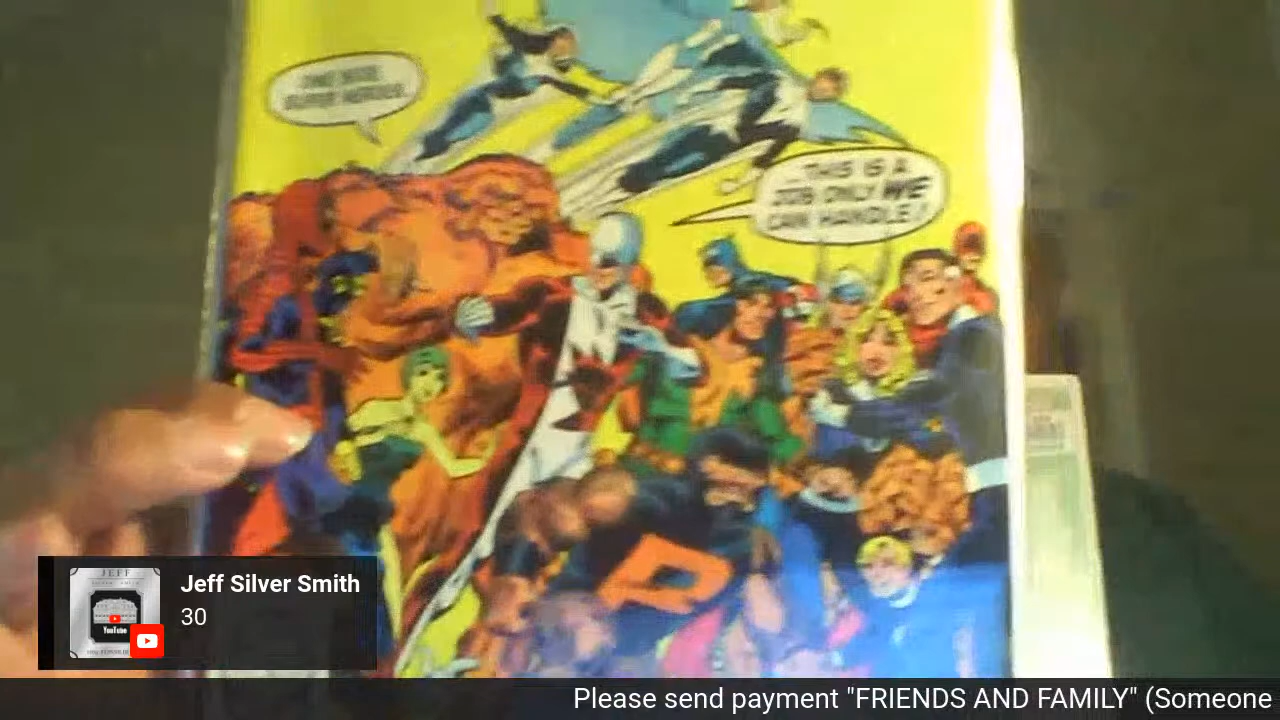 THIS IS A
JOB ONLY WE
CAN HANDLE!
JEFF
YouTube
Jeff Silver Smith
30
Please send payment "FRIENDS AND FAMILY" (Someone